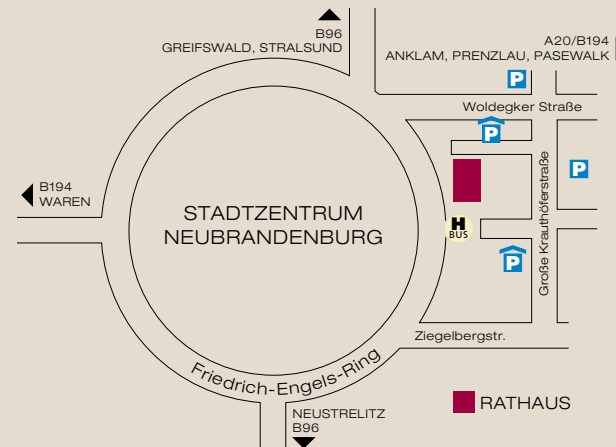 B96
GREIFSWALD, STRALSUND
A20/B194
ANKLAM, PRENZLAU, PASEWALK
P
Woldegker Straße
P
P
B194
WAREN
STADTZENTRUM
NEUBRANDENBURG
H
BUS
Große Krauthöferstraße
P
Ziegelbergstr.
Friedrich-Engels-Ring
RATHAUS
NEUSTRELITZ
B96